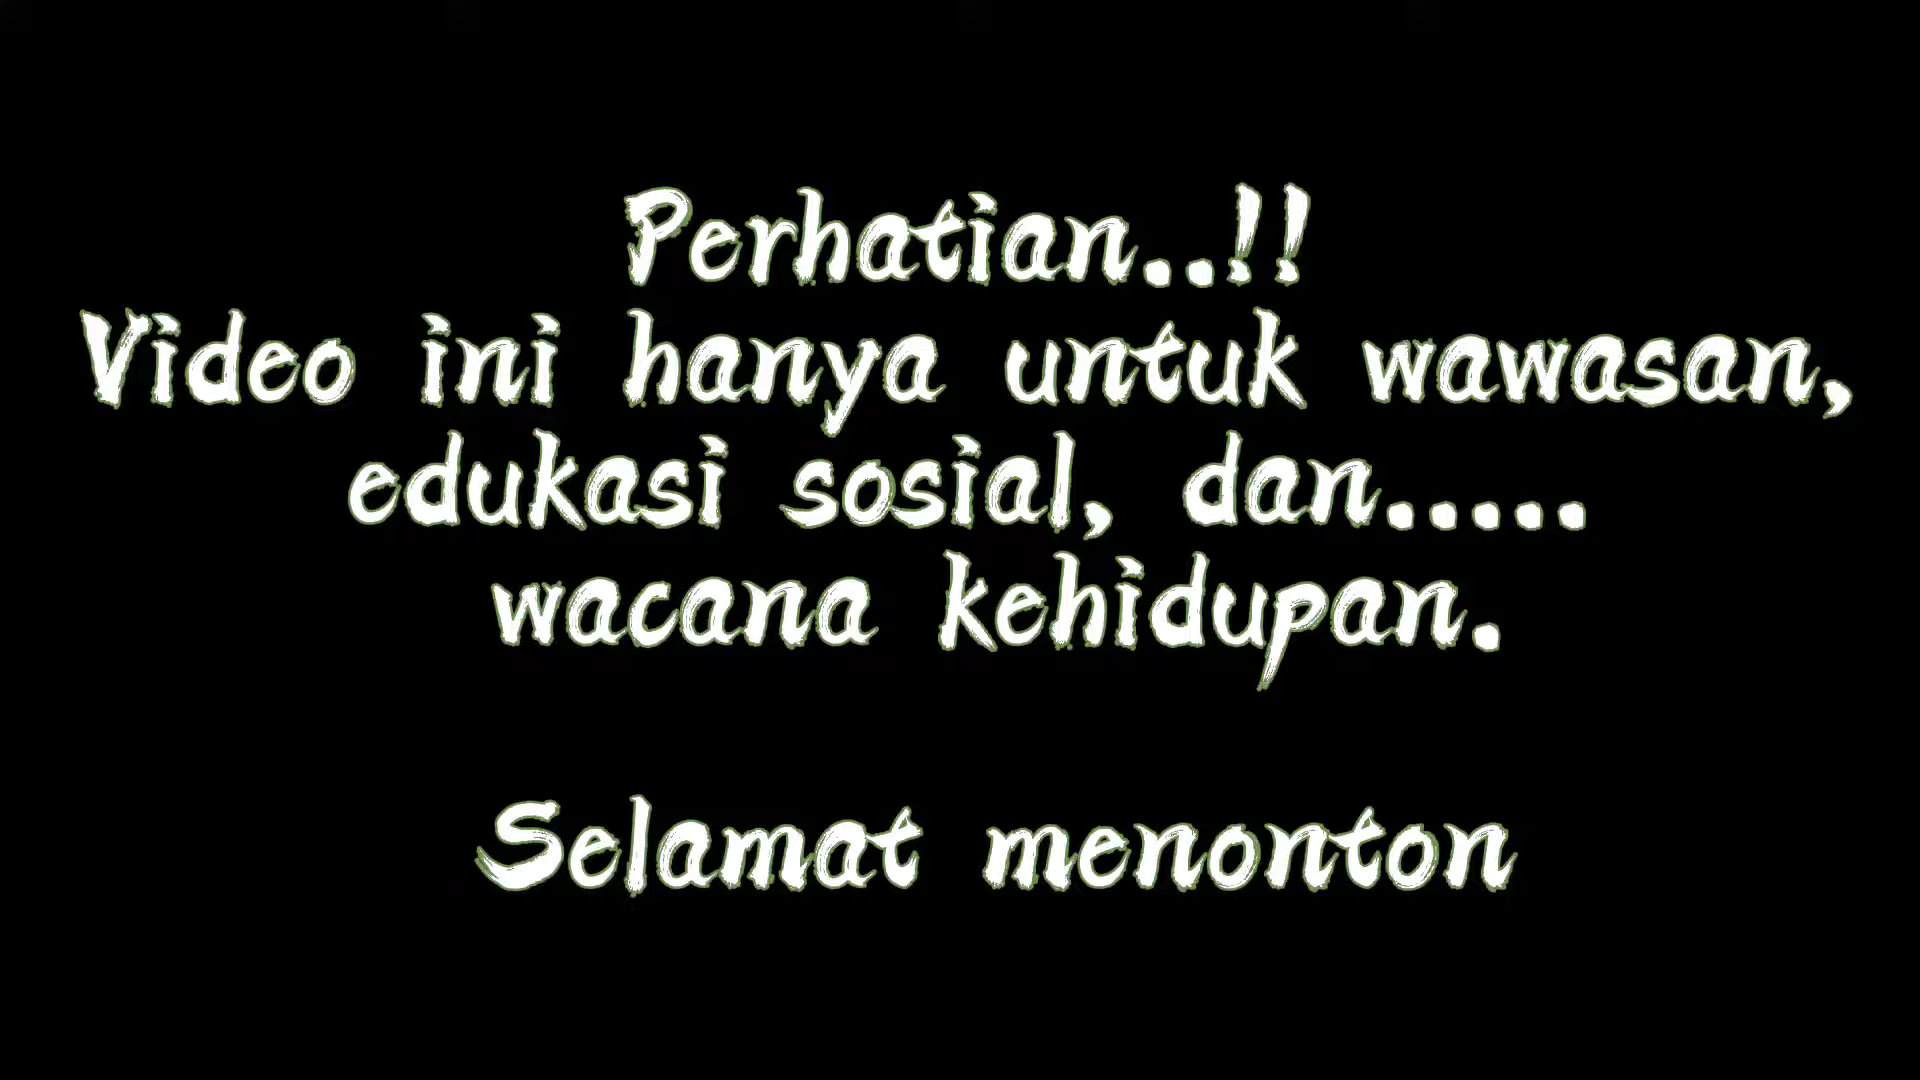 Perhatian..!!
Video ini hanya untuk wawasan,
edukasi sosial, dan.....
wacana kehidupan.
Selamat menonton